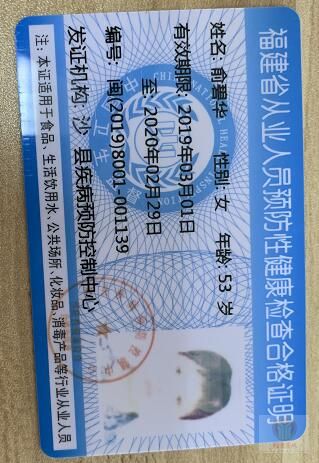 福建省从业人员预防性健康检查合格证明
姓名: 俞碧华 性别: 女 年龄: 53 岁
有效期限: 2019年03月01日
至 2020年02月29日
编号: 闽(2019)8001-001139
发证机构: 沙 县疾病预防控制中心
注: 本证适用于食品、生活饮用水、公共场所、化妆品、消毒产品等行业从业人员